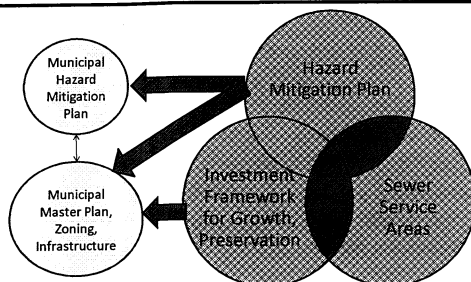 Municipal
Hazard
Mitigation
Plan
Hazard
Mitigation Plan
Municipal
Master Plan,
Zoning,
Infrastructure
Investment
Framework
for Growth,
Preservation
Sewer
Service
Areas